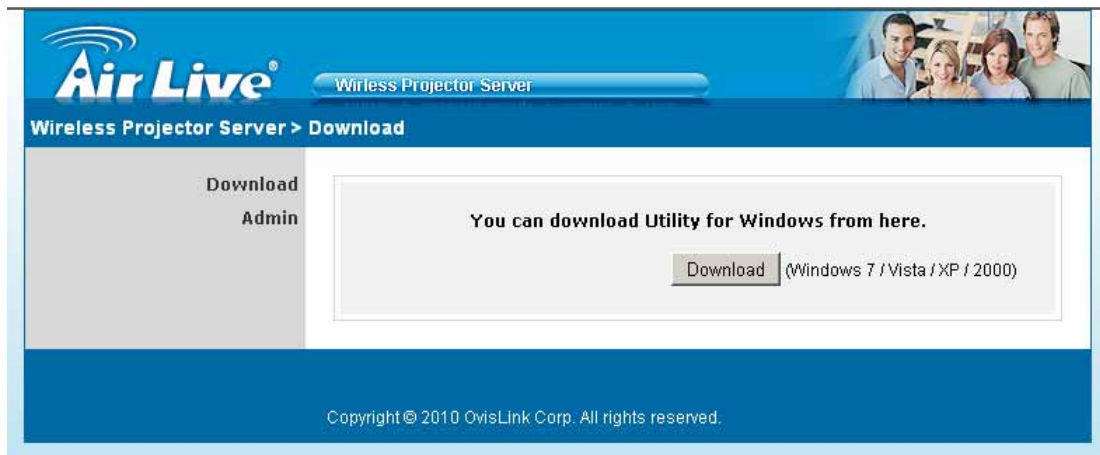 Air Live®
Wirless Projector Server
Wireless Projector Server > Download
Download
Admin
You can download Utility for Windows from here.
Download (Windows 7 / Vista / XP / 2000)
Copyright © 2010 OvisLink Corp. All rights reserved.